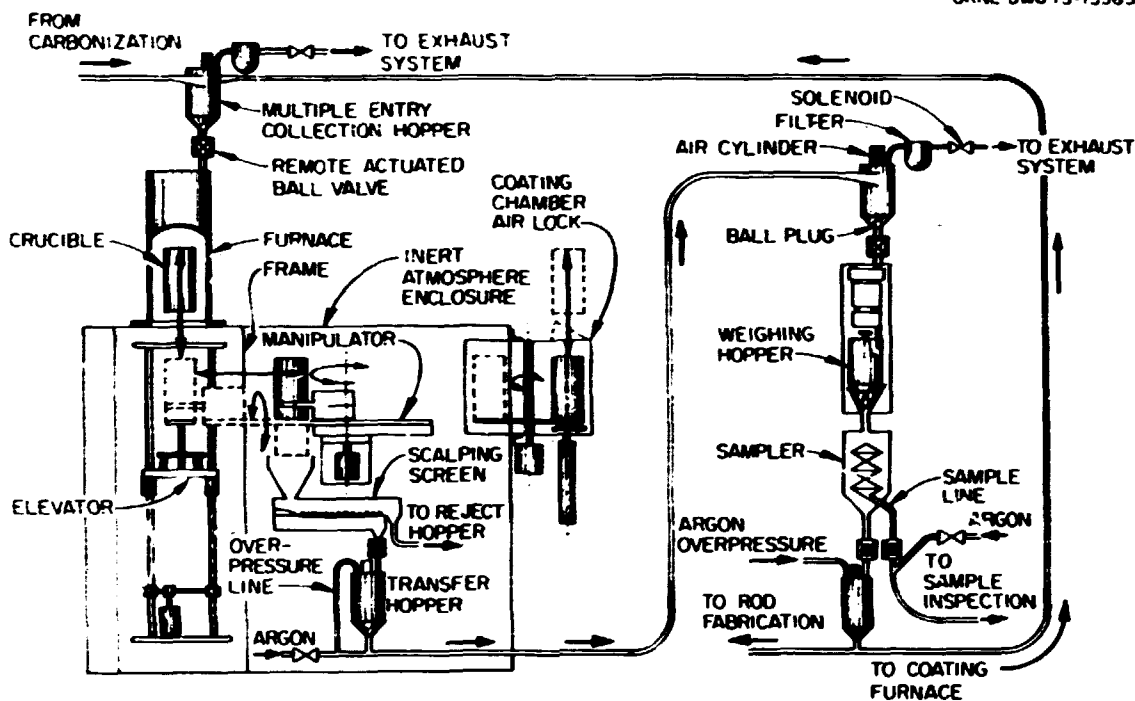 FROM
CARBONIZATION
TO EXHAUST
SYSTEM
MULTIPLE ENTRY
COLLECTION HOPPER
REMOTE ACTUATED
BALL VALVE
CRUCIBLE
FURNACE
FRAME
INERT
ATMOSPHERE
ENCLOSURE
MANIPULATOR
COATING
CHAMBER
AIR LOCK
SCALPING
SCREEN
ELEVATOR
TO REJECT
HOPPER
OVER-
PRESSURE
LINE
TRANSFER
HOPPER
ARGON
SOLENOID
FILTER
AIR CYLINDER
TO EXHAUST
SYSTEM
BALL PLUG
WEIGHING
HOPPER
SAMPLER
SAMPLE
LINE
ARGON
ARGON
OVERPRESSURE
TO
SAMPLE
INSPECTION
TO ROD
FABRICATION
TO COATING
FURNACE